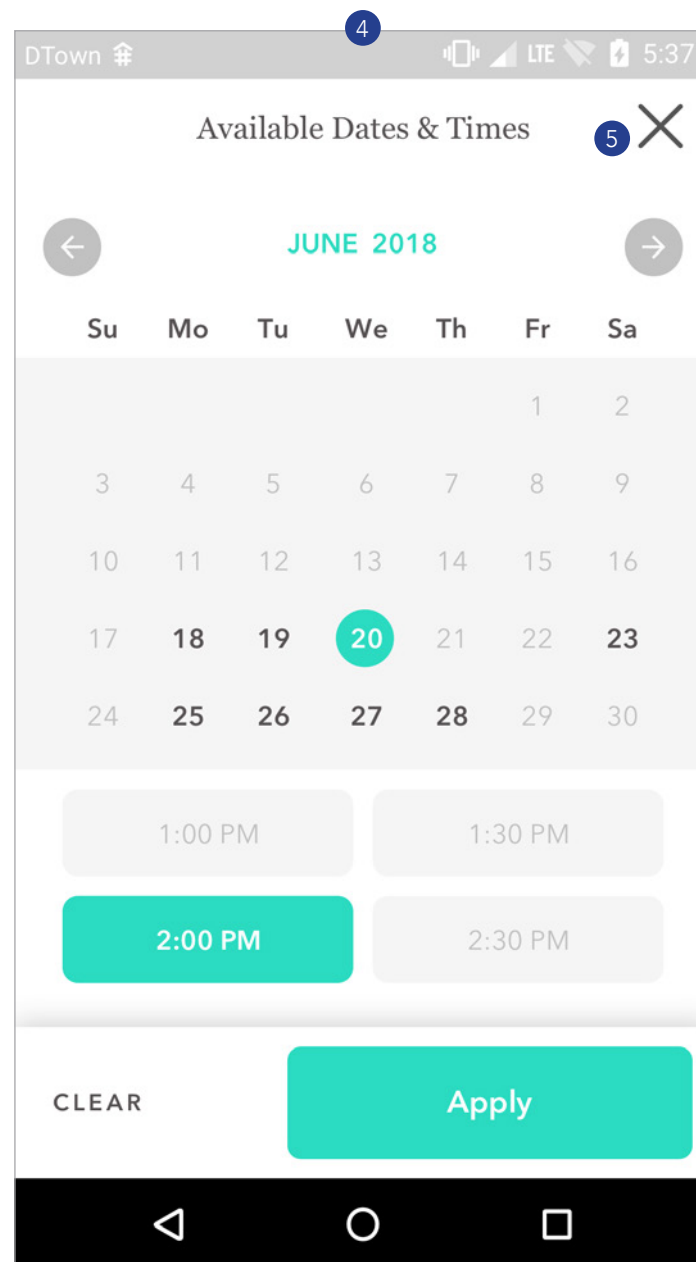 4
DTown LTE 5:37
Available Dates & Times 5
JUNE 2018
Su Mo Tu We Th Fr Sa
1 2
3 4 5 6 7 8 9
10 11 12 13 14 15 16
17 18 19 20 21 22 23
24 25 26 27 28 29 30
1:00 PM 1:30 PM
2:00 PM 2:30 PM
CLEAR Apply